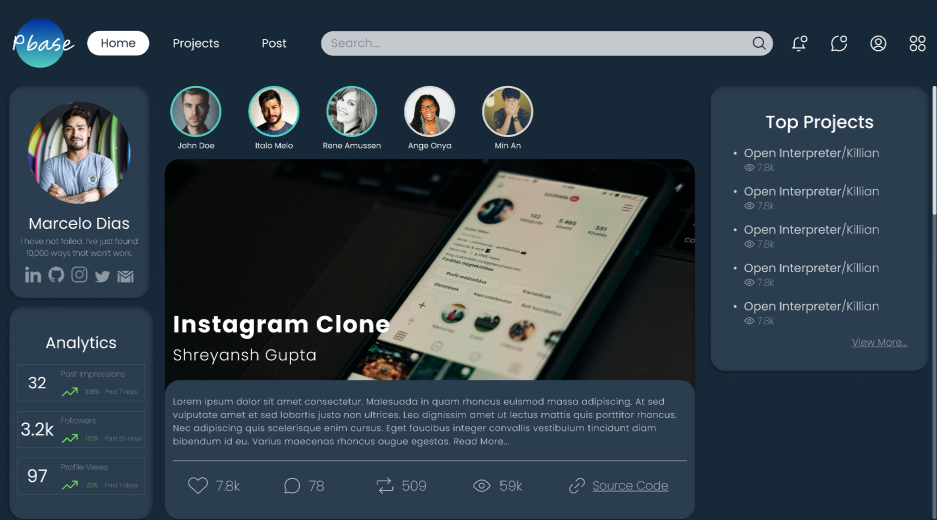 Pbase
Home
Projects
Post
Search...
John Doe
Italo Melo
Rene Amussen
Ange Onya
Min An
Marcelo Dias
I have not failed. I've just found
10,000 ways that won't work.
Analytics
32
Post Impressions
Past 7 days
3.2k
Followers
Past 30 days
97
Profile Views
Past 7 days
132
5 465
331
Instagram Clone
Shreyansh Gupta
Lorem ipsum dolor sit amet consectetur. Malesuada in quam rhoncus euismod massa adipiscing. At sed
vulputate amet et sed lobortis justo non ultrices. Leo dignissim amet ut lectus mattis quis porttitor rhoncus.
Nec adipiscing quis scelerisque enim cursus. Eget faucibus integer convallis vestibulum tincidunt diam
bibendum id eu. Varius maecenas rhoncus augue egestas. Read More...
7.8k
78
509
59k
Source Code
Top Projects
• Open Interpreter/Killian
7.8k
• Open Interpreter/Killian
7.8k
• Open Interpreter/Killian
7.8k
• Open Interpreter/Killian
7.8k
• Open Interpreter/Killian
7.8k
View More...